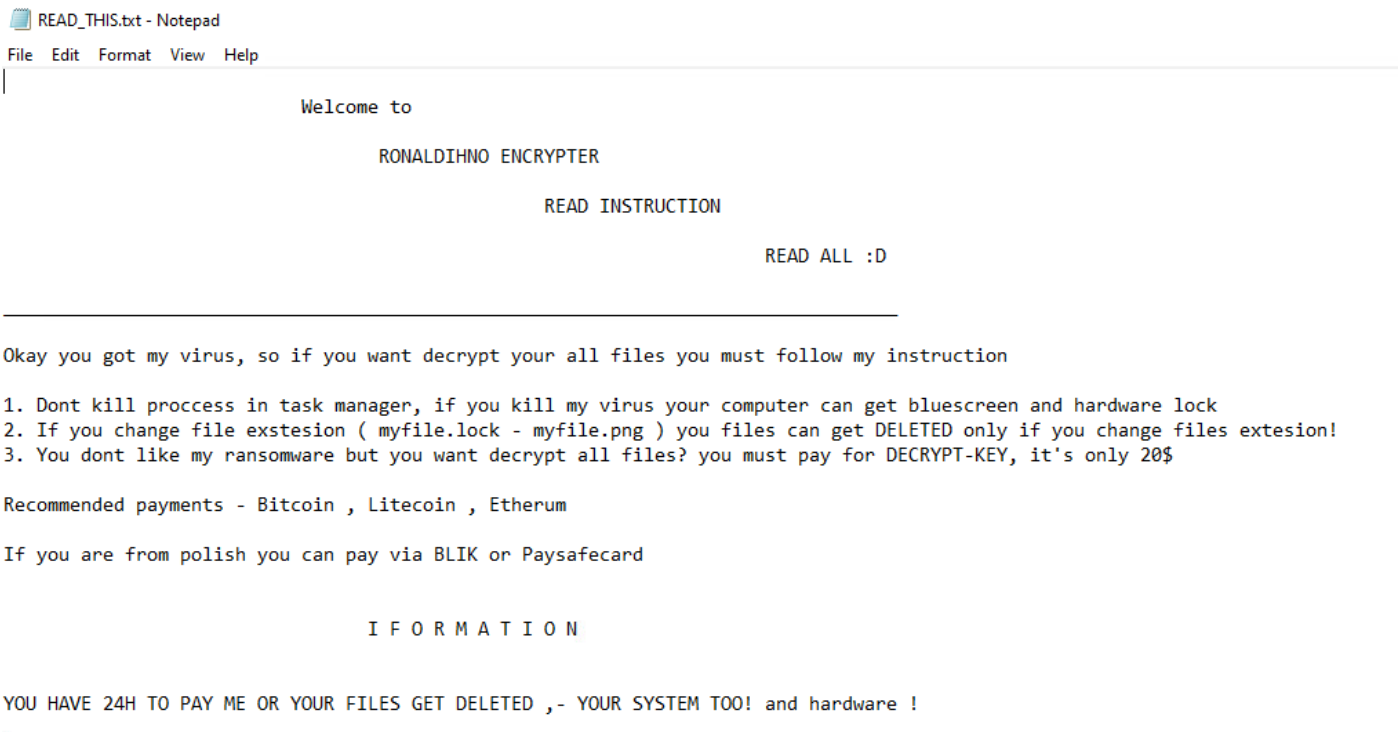 READ_THIS.txt - Notepad
File Edit Format View Help
Welcome to
RONALDIHNO ENCRYPTER
READ INSTRUCTION
READ ALL :D
Okay you got my virus, so if you want decrypt your all files you must follow my instruction
1. Dont kill proccess in task manager, if you kill my virus your computer can get bluescreen and hardware lock
2. If you change file exstesion ( myfile.lock - myfile.png ) you files can get DELETED only if you change files extesion!
3. You dont like my ransomware but you want decrypt all files? you must pay for DECRYPT-KEY, it's only 20$
Recommended payments - Bitcoin , Litecoin , Etherum
If you are from polish you can pay via BLIK or Paysafecard
I F O R M A T I O N
YOU HAVE 24H TO PAY ME OR YOUR FILES GET DELETED ,- YOUR SYSTEM TOO! and hardware !